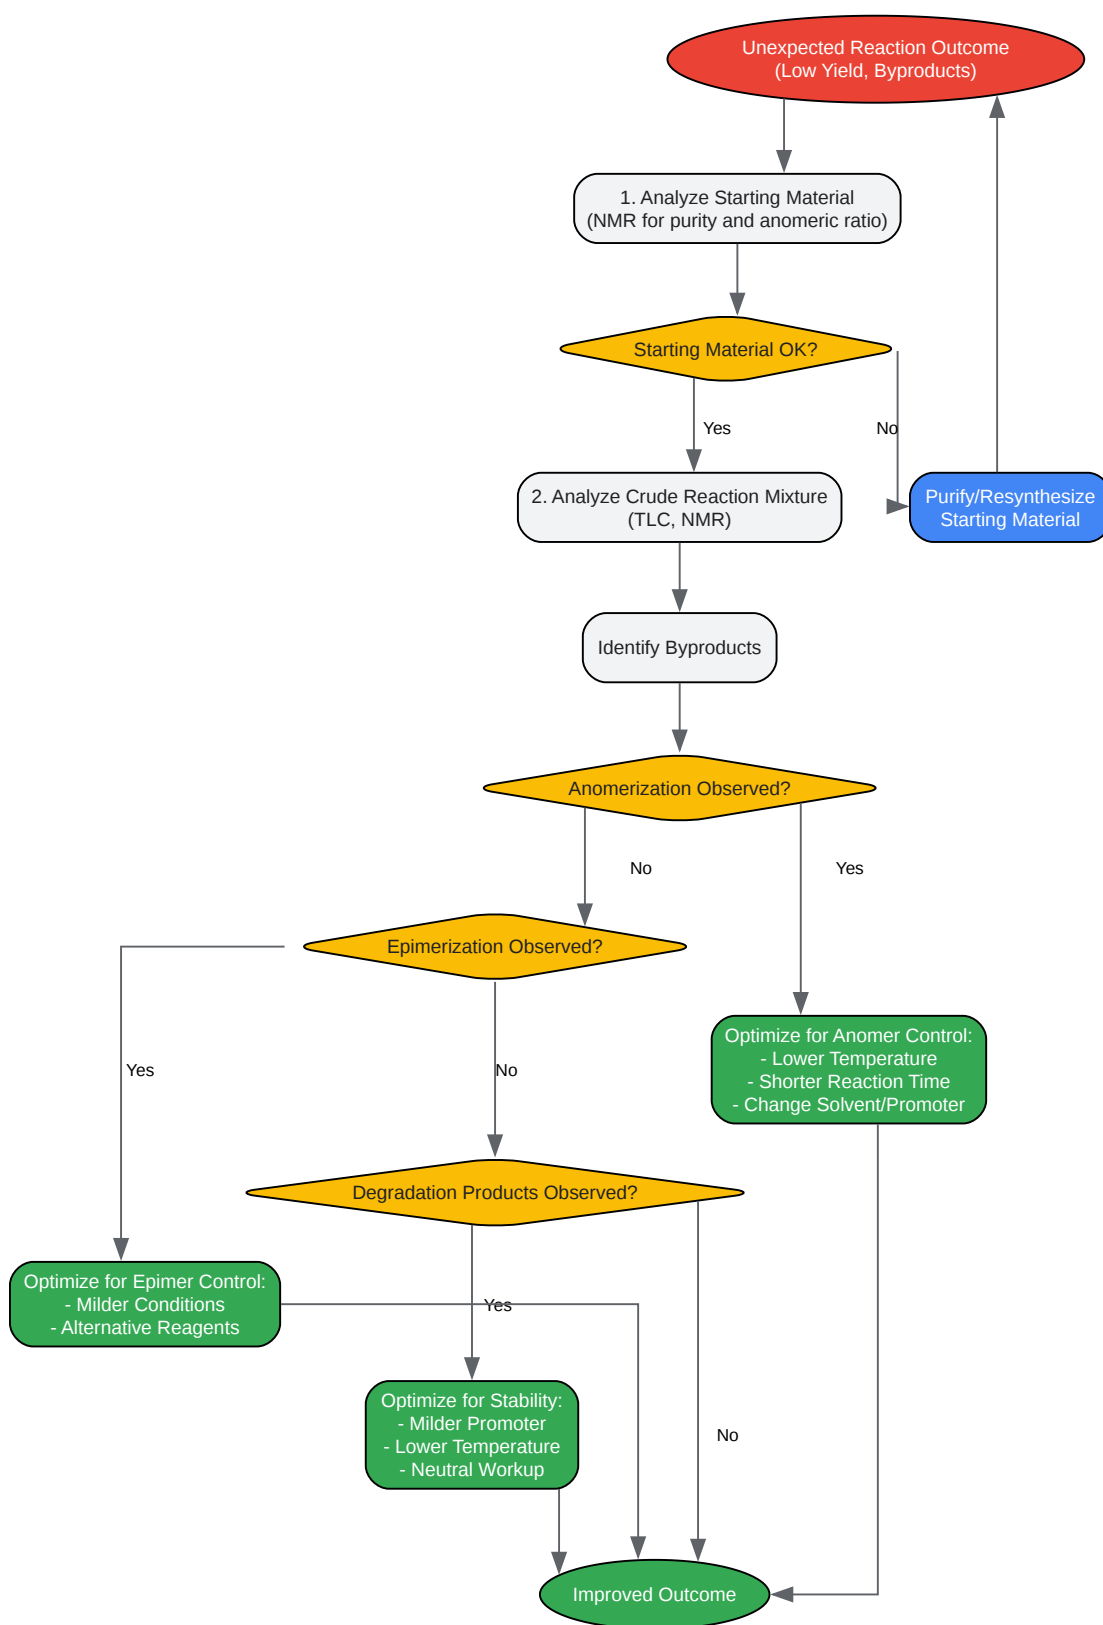 Unexpected Reaction Outcome
(Low Yield, Byproducts)
1. Analyze Starting Material
(NMR for purity and anomeric ratio)
Starting Material OK?
Yes
No
2. Analyze Crude Reaction Mixture
(TLC, NMR)
Purify/Resynthesize
Starting Material
Identify Byproducts
Anomerization Observed?
No
Yes
Epimerization Observed?
Yes
No
Optimize for Anomer Control:
- Lower Temperature
- Shorter Reaction Time
- Change Solvent/Promoter
Degradation Products Observed?
Optimize for Epimer Control:
- Milder Conditions
- Alternative Reagents
Yes
Optimize for Stability:
- Milder Promoter
- Lower Temperature
- Neutral Workup
No
Improved Outcome